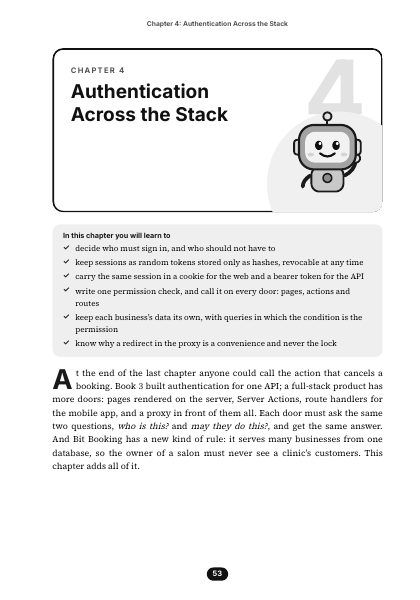 Chapter 4: Authentication Across the Stack
CHAPTER 4
4
Authentication
Across the Stack
In this chapter you will learn to
✓ decide who must sign in, and who should not have to
✓ keep sessions as random tokens stored only as hashes, revocable at any time
✓ carry the same session in a cookie for the web and a bearer token for the API
✓ write one permission check, and call it on every door: pages, actions and
routes
✓ keep each business's data its own, with queries in which the condition is the
permission
✓ know why a redirect in the proxy is a convenience and never the lock
At the end of the last chapter anyone could call the action that cancels a
booking. Book 3 built authentication for one API; a full-stack product has
more doors: pages rendered on the server, Server Actions, route handlers for
the mobile app, and a proxy in front of them all. Each door must ask the same
two questions, who is this? and may they do this?, and get the same answer.
And Bit Booking has a new kind of rule: it serves many businesses from one
database, so the owner of a salon must never see a clinic's customers. This
chapter adds all of it.
53